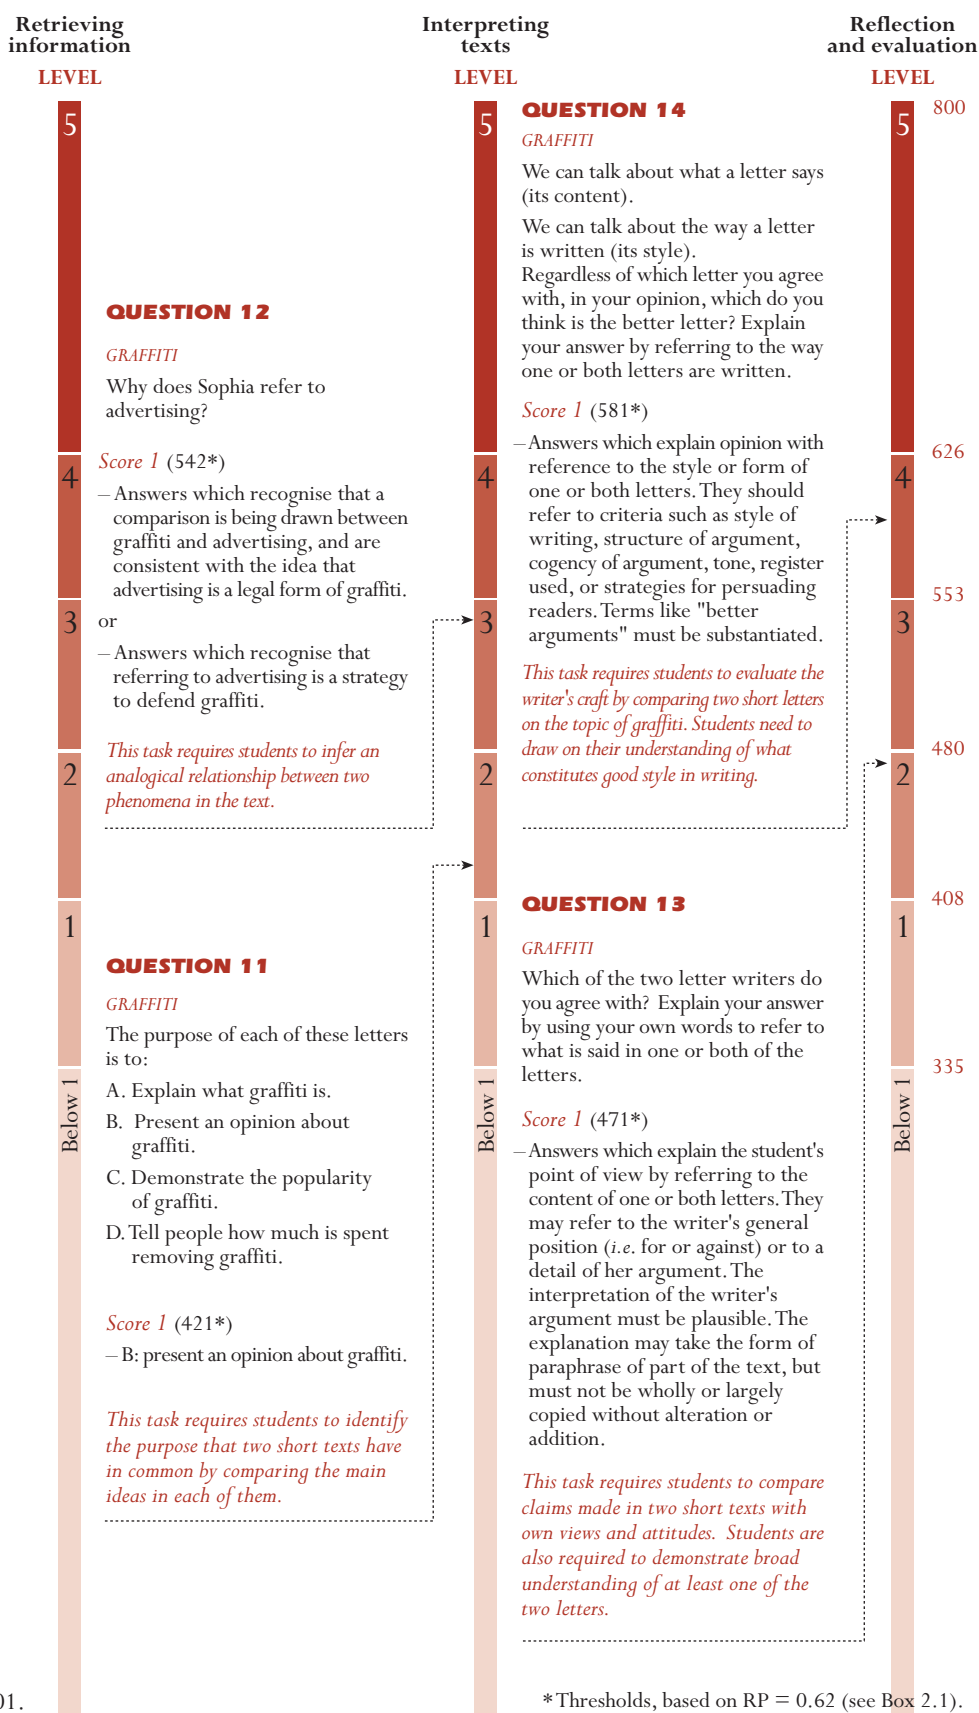 Retrieving
information
LEVEL
5
4
3
2
1
Below 1
QUESTION 12
GRAFFITI
Why does Sophia refer to
advertising?
Score 1 (542*)
– Answers which recognise that a
comparison is being drawn between
graffiti and advertising, and are
consistent with the idea that
advertising is a legal form of graffiti.
or
– Answers which recognise that
referring to advertising is a strategy
to defend graffiti.
This task requires students to infer an
analogical relationship between two
phenomena in the text.
QUESTION 11
GRAFFITI
The purpose of each of these letters
is to:
A. Explain what graffiti is.
B. Present an opinion about
graffiti.
C. Demonstrate the popularity
of graffiti.
D. Tell people how much is spent
removing graffiti.
Score 1 (421*)
– B: present an opinion about graffiti.
This task requires students to identify
the purpose that two short texts have
in common by comparing the main
ideas in each of them.
Interpreting
texts
LEVEL
5
4
3
2
1
Below 1
QUESTION 14
GRAFFITI
We can talk about what a letter says
(its content).
We can talk about the way a letter
is written (its style).
Regardless of which letter you agree
with, in your opinion, which do you
think is the better letter? Explain
your answer by referring to the way
one or both letters are written.
Score 1 (581*)
– Answers which explain opinion with
reference to the style or form of
one or both letters. They should
refer to criteria such as style of
writing, structure of argument,
cogency of argument, tone, register
used, or strategies for persuading
readers. Terms like "better
arguments" must be substantiated.
This task requires students to evaluate the
writer's craft by comparing two short letters
on the topic of graffiti. Students need to
draw on their understanding of what
constitutes good style in writing.
QUESTION 13
GRAFFITI
Which of the two letter writers do
you agree with? Explain your answer
by using your own words to refer to
what is said in one or both of the
letters.
Score 1 (471*)
– Answers which explain the student's
point of view by referring to the
content of one or both letters. They
may refer to the writer's general
position (i.e. for or against) or to a
detail of her argument. The
interpretation of the writer's
argument must be plausible. The
explanation may take the form of
paraphrase of part of the text, but
must not be wholly or largely
copied without alteration or
addition.
This task requires students to compare
claims made in two short texts with
own views and attitudes. Students are
also required to demonstrate broad
understanding of at least one of the
two letters.
Reflection
and evaluation
LEVEL
5
4
3
2
1
Below 1
800
626
553
480
408
335
01.
* Thresholds, based on RP = 0.62 (see Box 2.1).